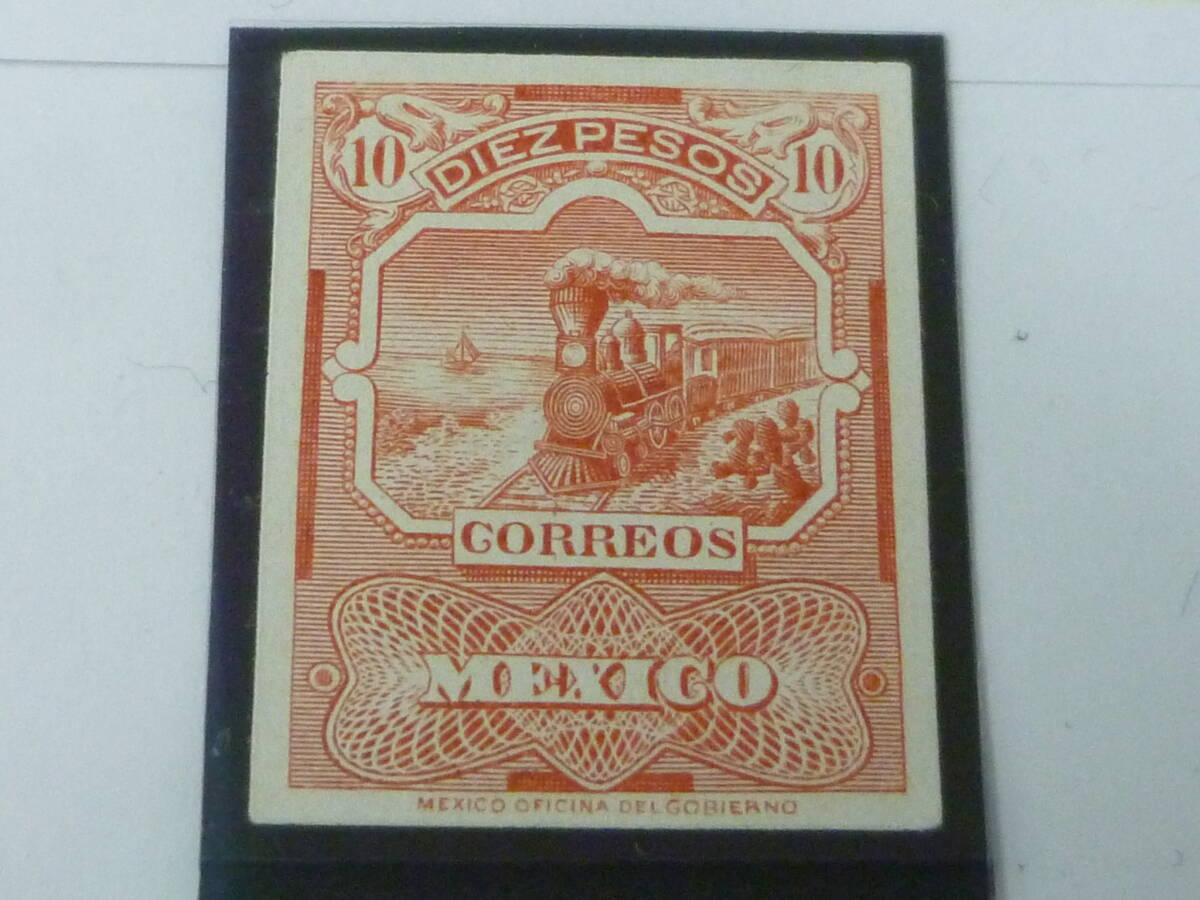 10 DIEZ PESOS 10
CORREOS
MEXICO
MEXICO OFICINA DEL GOBIERNO